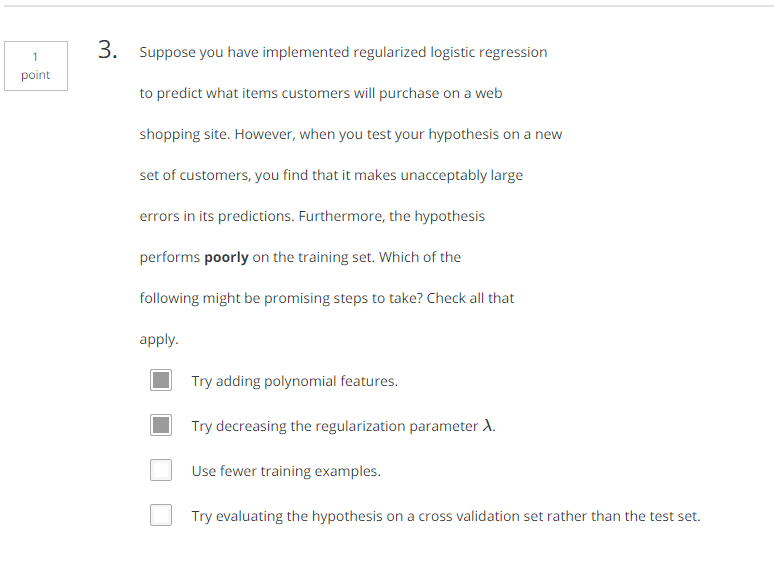 1
point
3.
Suppose you have implemented regularized logistic regression
to predict what items customers will purchase on a web
shopping site. However, when you test your hypothesis on a new
set of customers, you find that it makes unacceptably large
errors in its predictions. Furthermore, the hypothesis
performs poorly on the training set. Which of the
following might be promising steps to take? Check all that
apply.
Try adding polynomial features.
Try decreasing the regularization parameter λ.
Use fewer training examples.
Try evaluating the hypothesis on a cross validation set rather than the test set.